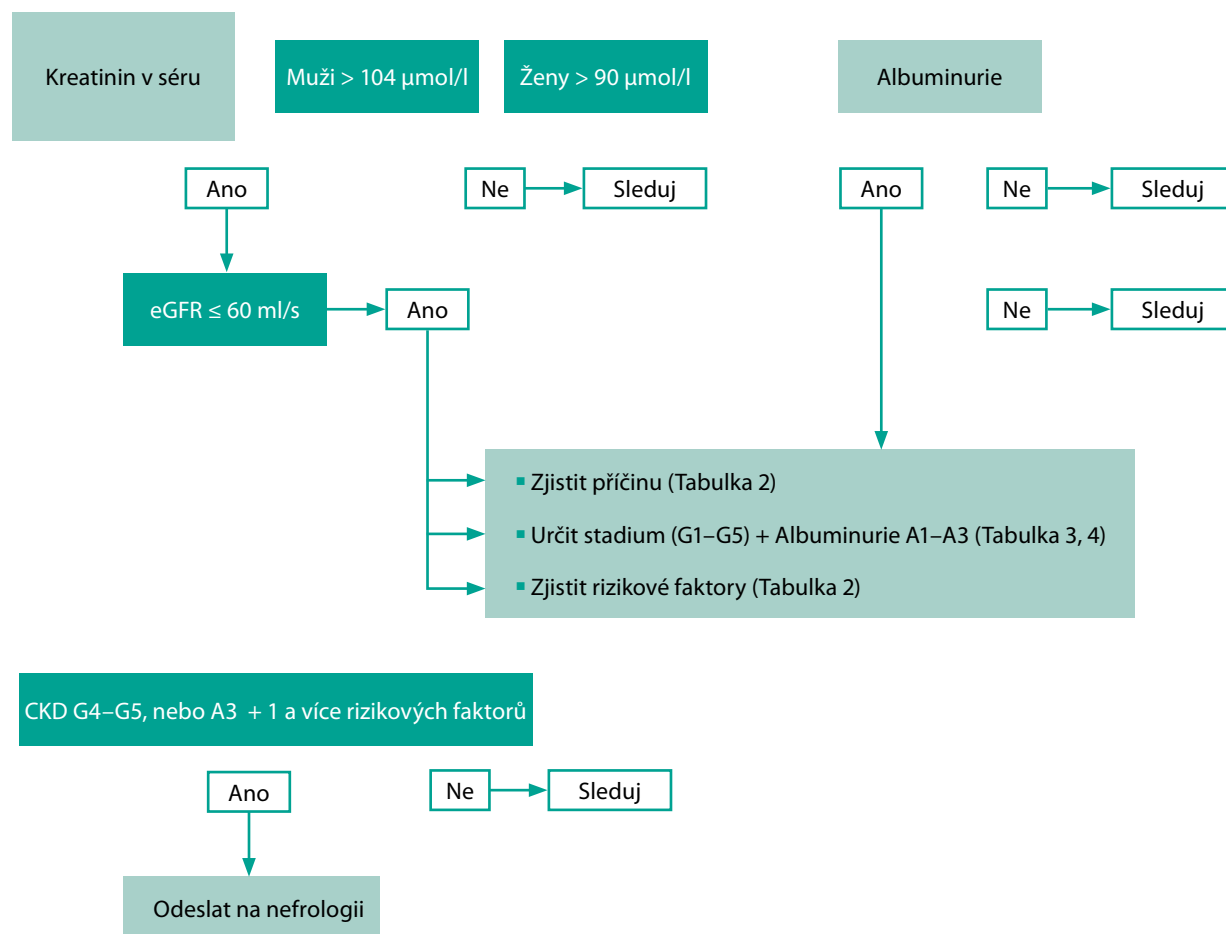 Kreatinin v séru
Muži > 104 µmol/l
Ženy > 90 µmol/l
Albuminurie
Ano
Ne
Sleduj
Ano
Ne
Sleduj
eGFR ≤ 60 ml/s
Ano
Ne
Sleduj
▪ Zjistit příčinu (Tabulka 2)
▪ Určit stadium (G1–G5) + Albuminurie A1–A3 (Tabulka 3, 4)
▪ Zjistit rizikové faktory (Tabulka 2)
CKD G4–G5, nebo A3 + 1 a více rizikových faktorů
Ano
Ne
Sleduj
Odeslat na nefrologii